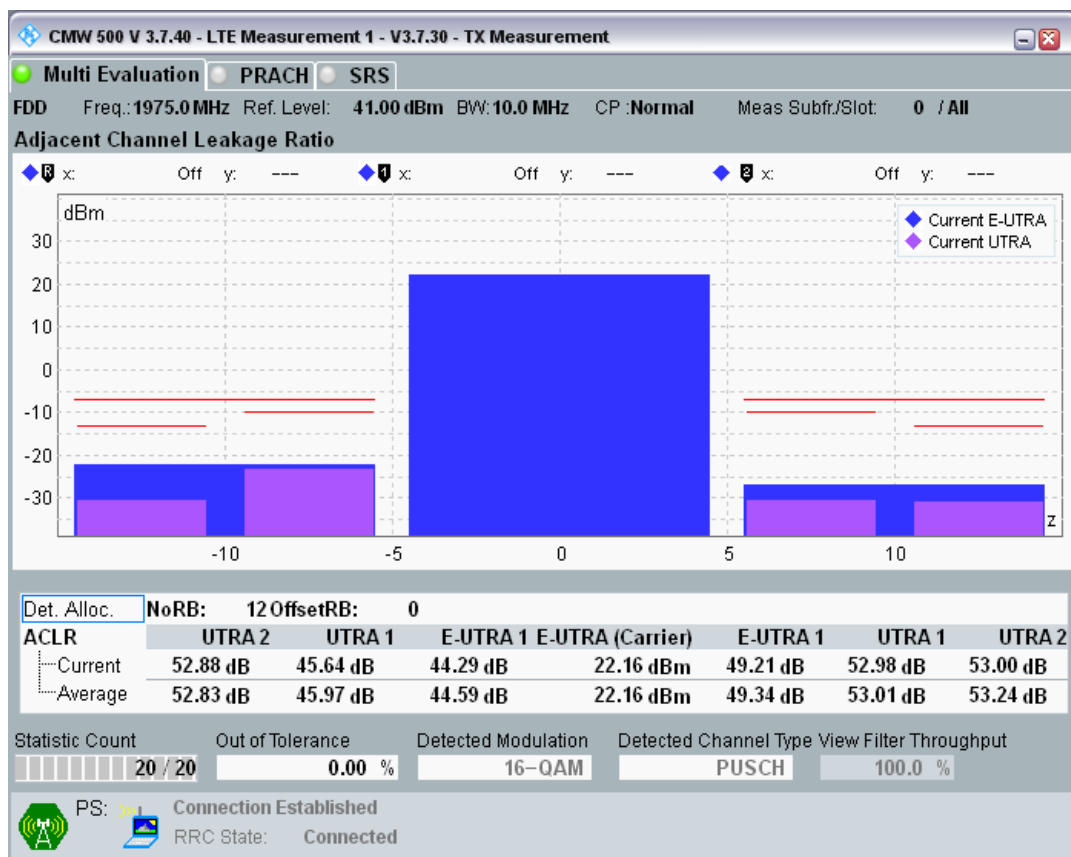 CMW 500 V 3.7.40 - LTE Measurement 1 - V3.7.30 - TX Measurement
Multi Evaluation PRACH SRS
FDD Freq.: 1975.0 MHz Ref. Level: 41.00 dBm BW: 10.0 MHz CP :Normal Meas Subfr./Slot: 0 / All
Adjacent Channel Leakage Ratio
R x: Off y: --- 1 x: Off y: --- 2 x: Off y: ---
dBm
Current E-UTRA
Current UTRA
30
20
10
0
-10
-20
-30
z
-10 -5 0 5 10
Det. Alloc. NoRB: 12 OffsetRB: 0
ACLR UTRA 2 UTRA 1 E-UTRA 1 E-UTRA (Carrier) E-UTRA 1 UTRA 1 UTRA 2
Current 52.88 dB 45.64 dB 44.29 dB 22.16 dBm 49.21 dB 52.98 dB 53.00 dB
Average 52.83 dB 45.97 dB 44.59 dB 22.16 dBm 49.34 dB 53.01 dB 53.24 dB
Statistic Count Out of Tolerance Detected Modulation Detected Channel Type View Filter Throughput
20 / 20 0.00 % 16-QAM PUSCH 100.0 %
PS: Connection Established
RRC State: Connected